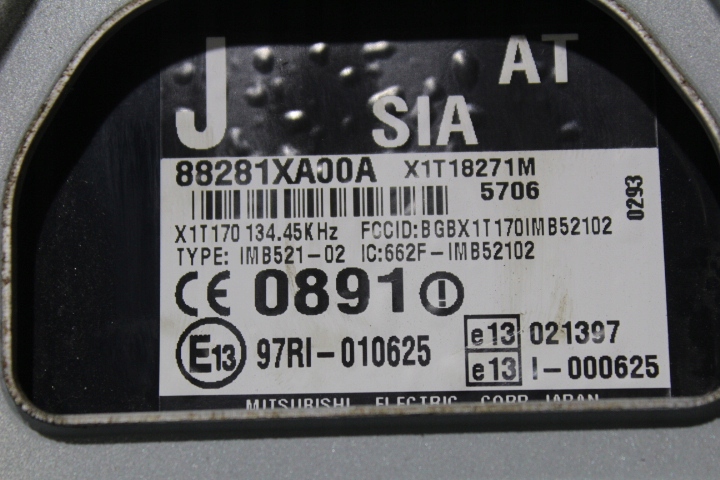 J AT
SIA
88281XA00A X1T18271M
5706
0293
X1T170 134.45KHz FCCID:BGBX1T170IMB52102
TYPE: IMB521-02 IC:662F-IMB52102
CE 0891
E13 97RI-010625
e13 021397
e13 I-000625
MITSUBISHI ELECTRIC CORP JAPAN